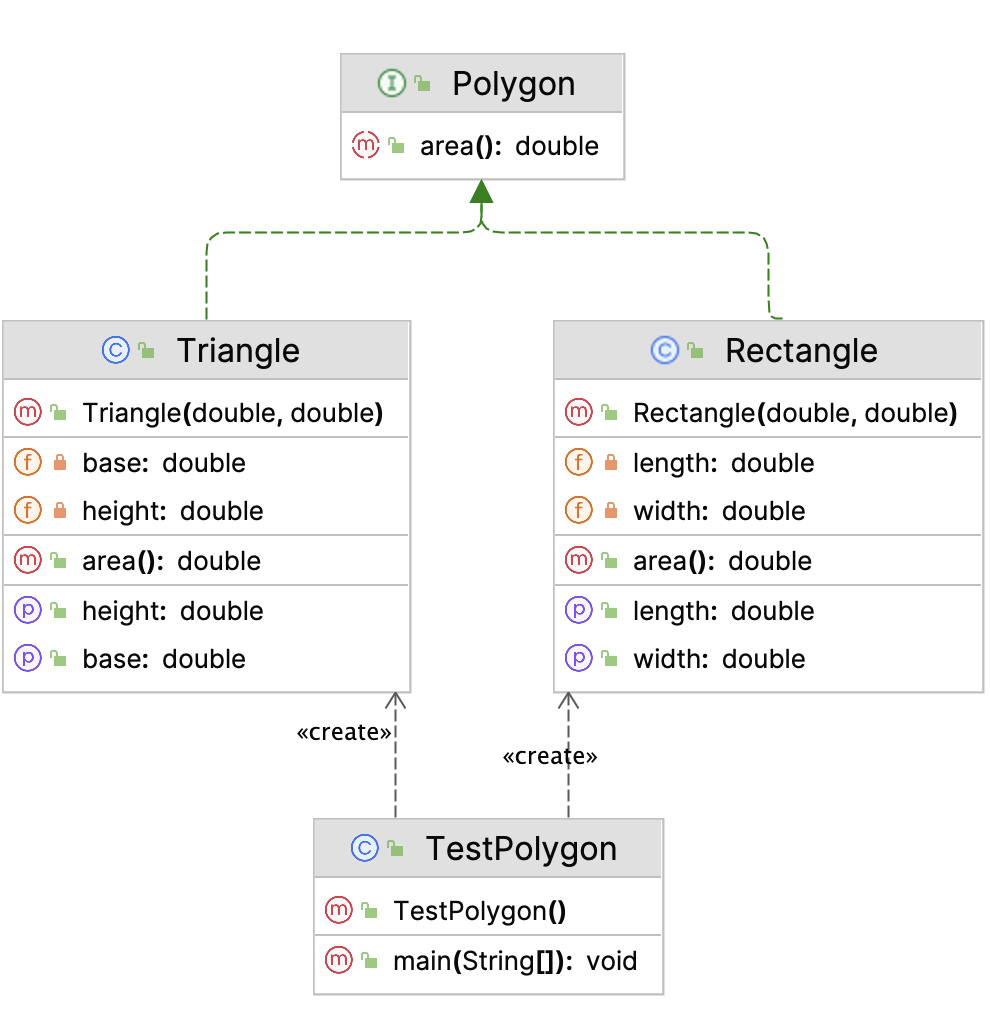 Polygon
area(): double
Triangle
Triangle(double, double)
base: double
height: double
area(): double
height: double
base: double
Rectangle
Rectangle(double, double)
length: double
width: double
area(): double
length: double
width: double
«create»
«create»
TestPolygon
TestPolygon()
main(String[]): void